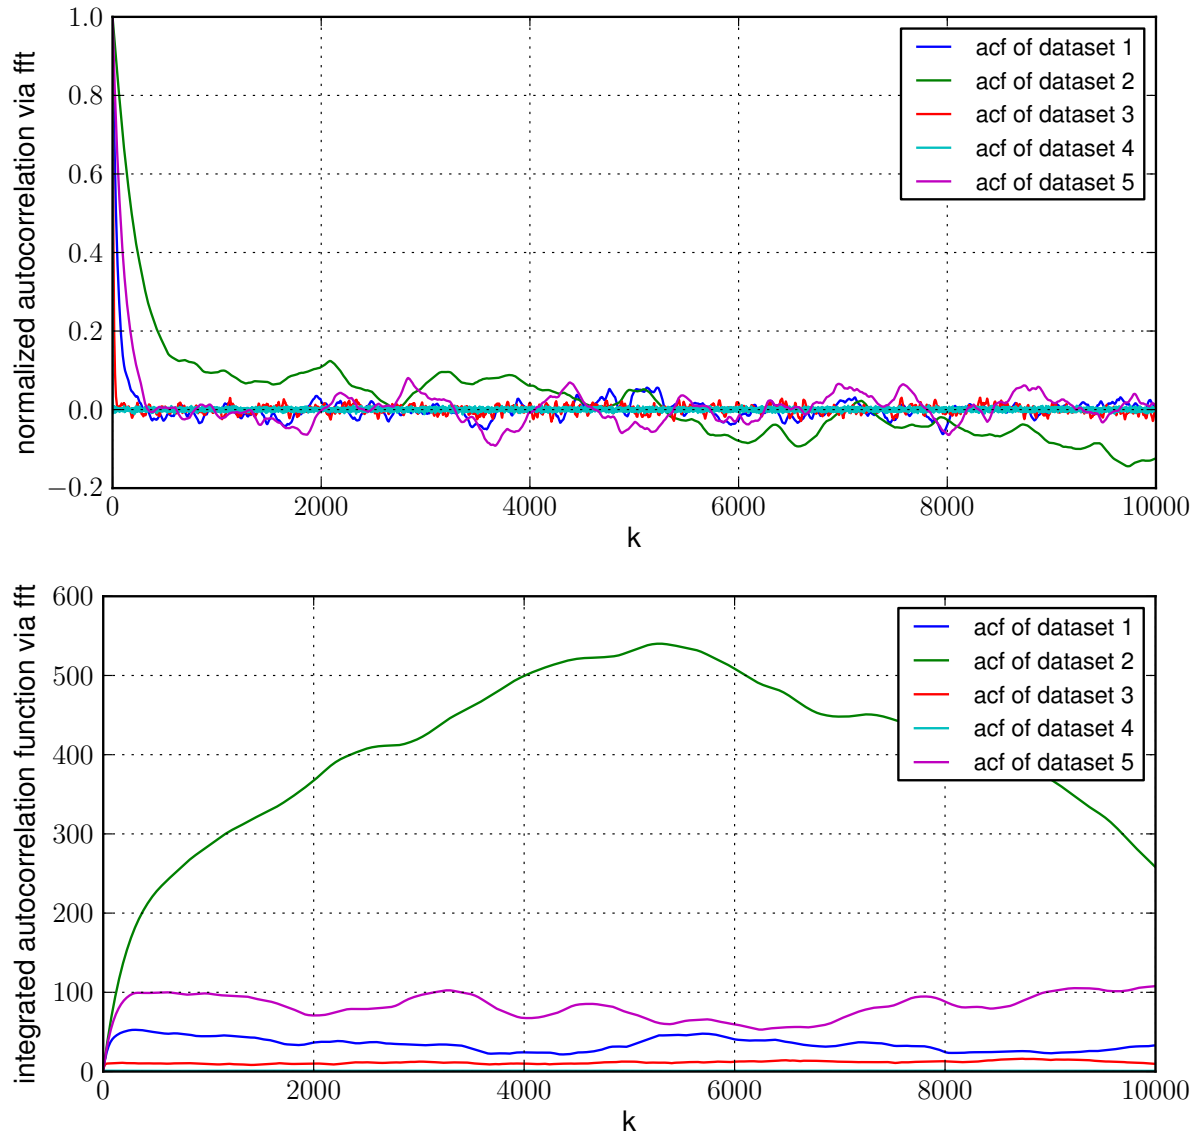 normalized autocorrelation via fft
1.0
0.8
0.6
0.4
0.2
0.0
−0.2
acf of dataset 1
acf of dataset 2
acf of dataset 3
acf of dataset 4
acf of dataset 5
0 2000 4000 6000 8000 10000
k
integrated autocorrelation function via fft
600
500
400
300
200
100
0
acf of dataset 1
acf of dataset 2
acf of dataset 3
acf of dataset 4
acf of dataset 5
0 2000 4000 6000 8000 10000
k